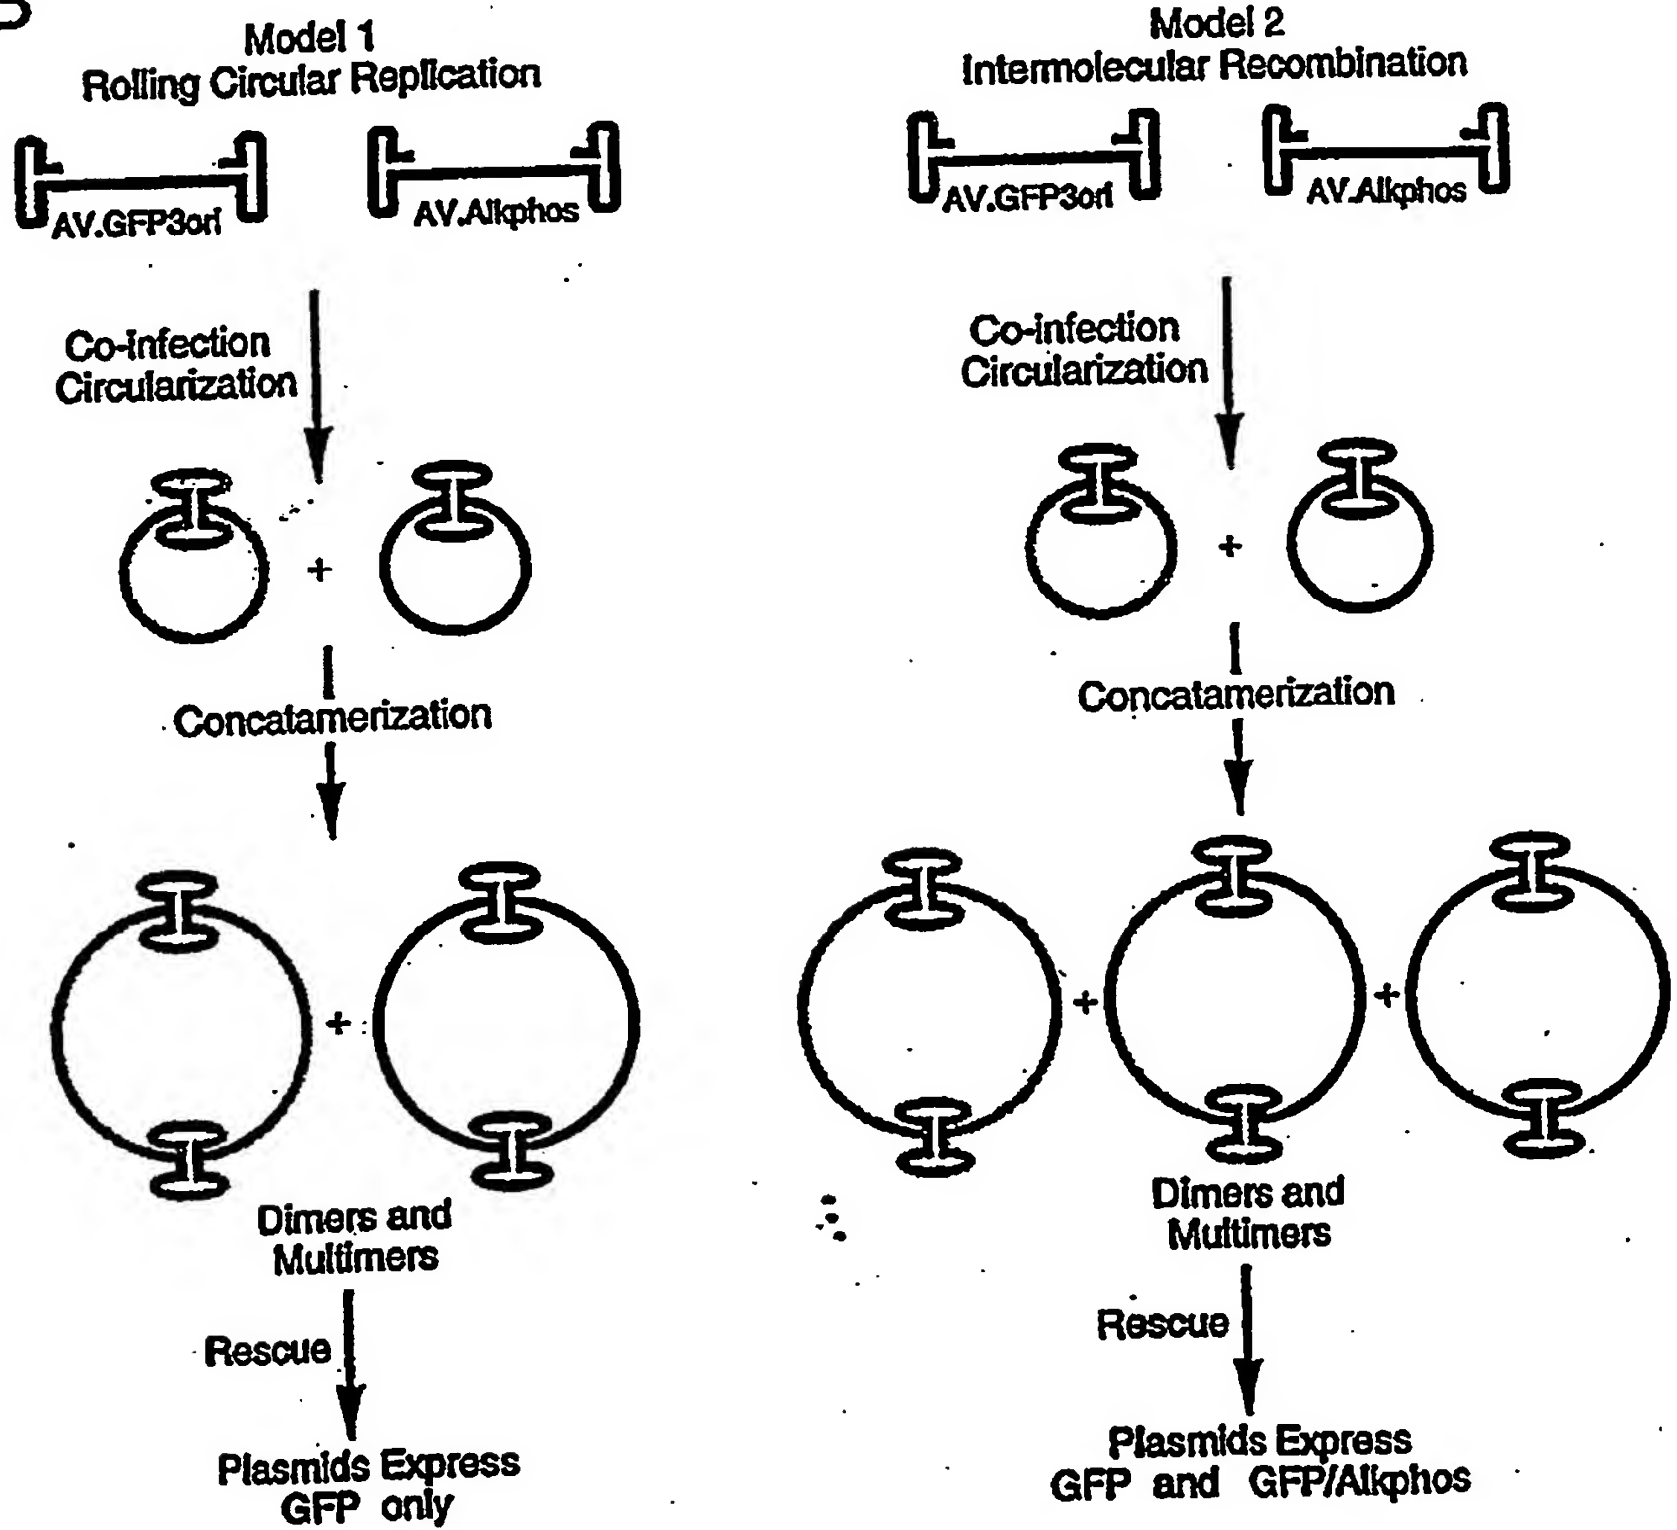 Model 1
Rolling Circular Replication
AV.GFP3ori
AV.Alkphos
Co-infection
Circularization
+
Concatamerization
+
Dimers and
Multimers
Rescue
Plasmids Express
GFP only
Model 2
Intermolecular Recombination
AV.GFP3ori
AV.Alkphos
Co-infection
Circularization
+
Concatamerization
+
+
Dimers and
Multimers
Rescue
Plasmids Express
GFP and GFP/Alkphos